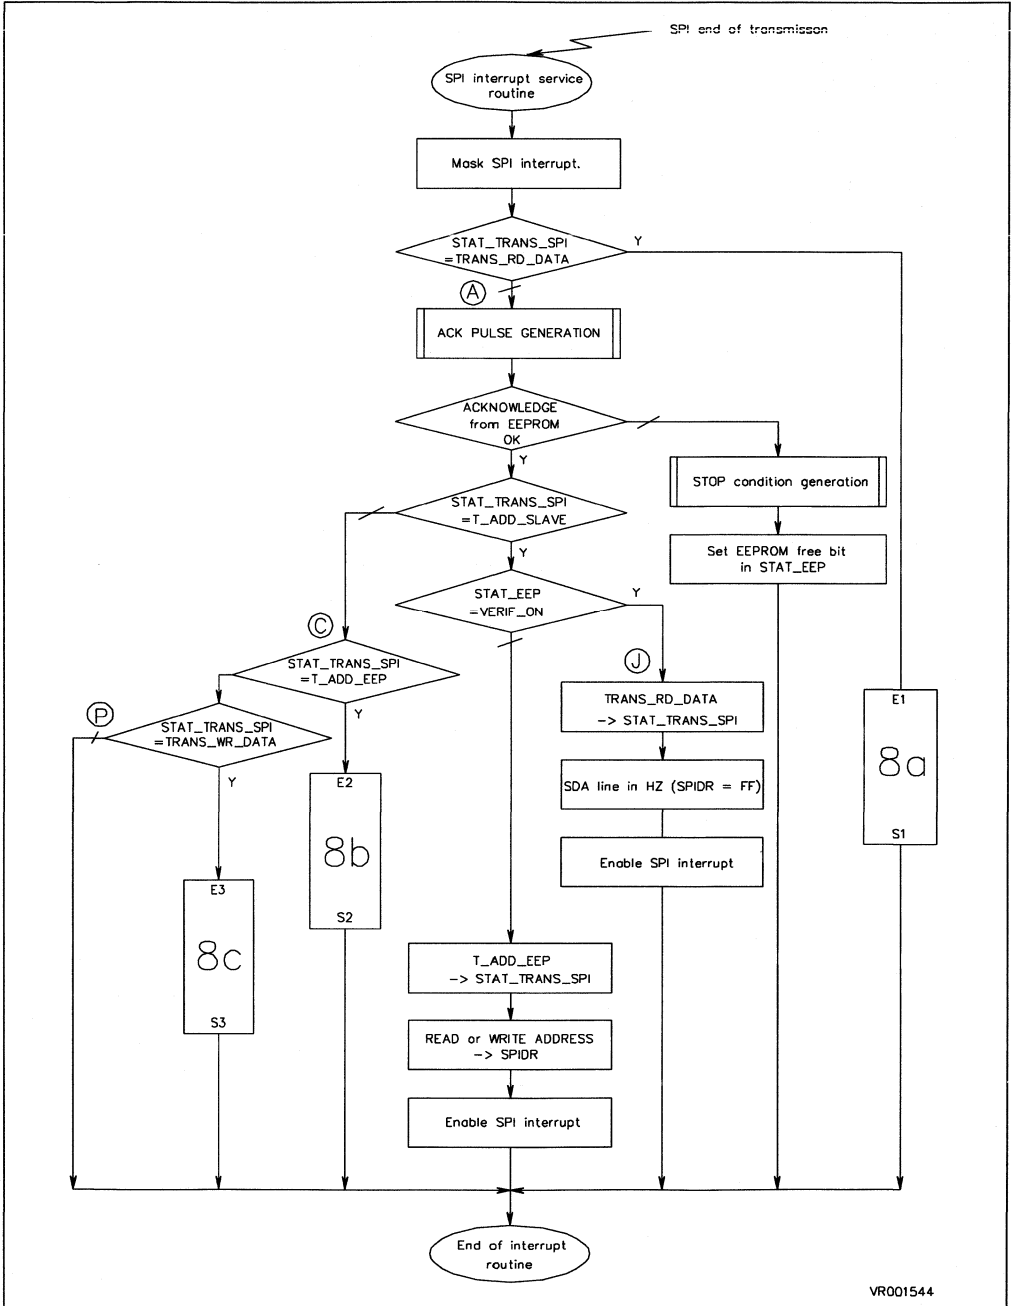 SPI end of transmisson
SPI interrupt service
routine
Mask SPI interrupt.
STAT_TRANS_SPI
=TRANS_RD_DATA
Y
A
ACK PULSE GENERATION
ACKNOWLEDGE
from EEPROM
OK
Y
STOP condition generation
STAT_TRANS_SPI
=T_ADD_SLAVE
Y
Set EEPROM free bit
in STAT_EEP
STAT_EEP
=VERIF_ON
Y
C
J
STAT_TRANS_SPI
=T_ADD_EEP
Y
TRANS_RD_DATA
-> STAT_TRANS_SPI
P
STAT_TRANS_SPI
=TRANS_WR_DATA
Y
E1
8a
S1
SDA line in HZ (SPIDR = FF)
E2
8b
S2
Enable SPI interrupt
E3
8c
S3
T_ADD_EEP
-> STAT_TRANS_SPI
READ or WRITE ADDRESS
-> SPIDR
Enable SPI interrupt
End of interrupt
routine
VR001544